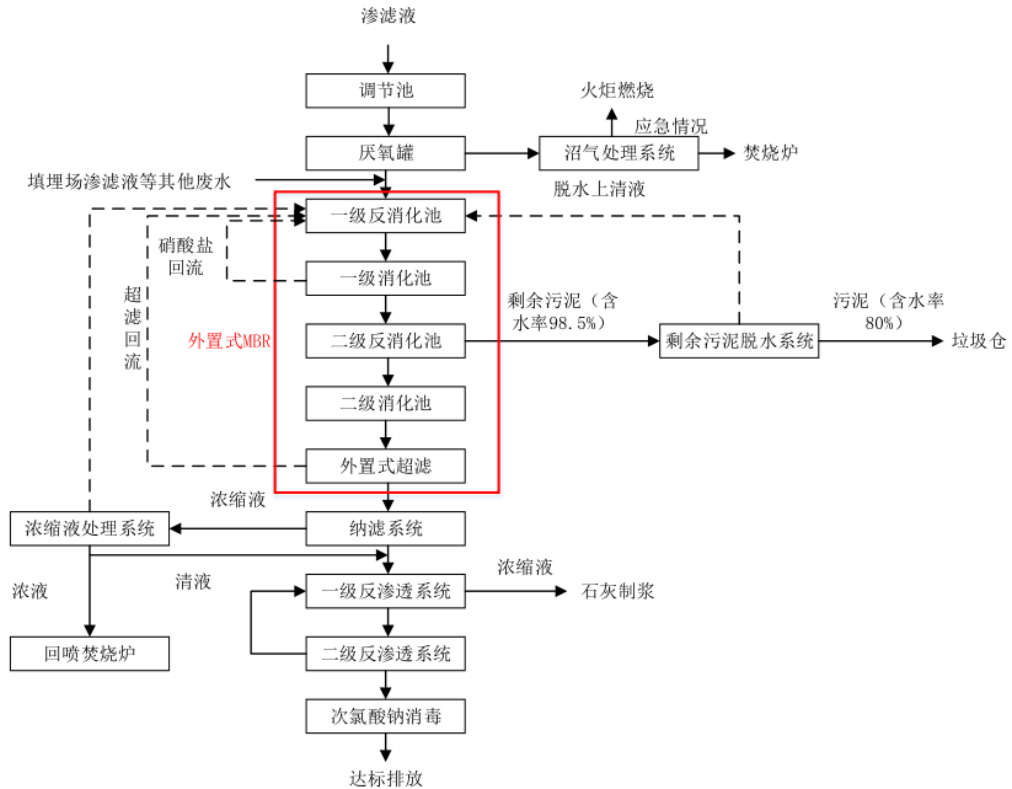 渗滤液
调节池
火炬燃烧
应急情况
厌氧罐
沼气处理系统
焚烧炉
填埋场渗滤液等其他废水
脱水上清液
一级反消化池
硝酸盐
回流
一级消化池
超
滤
回
流
外置式MBR
二级反消化池
剩余污泥（含
水率98.5%）
剩余污泥脱水系统
污泥（含水率
80%）
垃圾仓
二级消化池
外置式超滤
浓缩液
浓缩液处理系统
纳滤系统
浓液
清液
一级反渗透系统
浓缩液
石灰制浆
回喷焚烧炉
二级反渗透系统
次氯酸钠消毒
达标排放